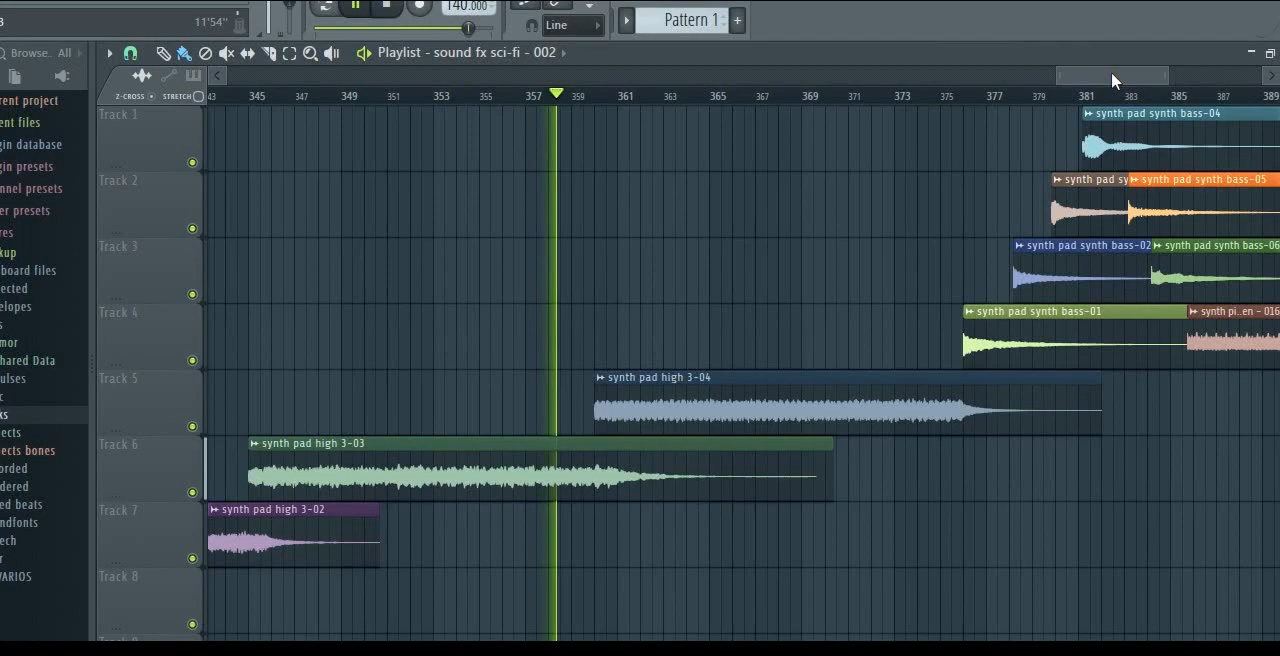 3
11'54"
140.000
Line
Pattern 1
+
Browse.. All
Playlist - sound fx sci-fi - 002
Z-CROSS STRETCH
43 345 347 349 351 353 355 357 359 361 363 365 367 369 371 373 375 377 379 381 383 385 387 389
rent project
ent files
gin database
gin presets
nnel presets
er presets
res
kup
board files
ected
elopes
s
mor
hared Data
pulses
c
ks
jects
ects bones
orded
dered
ed beats
ndfonts
ech
r
VARIOS
Track 1
synth pad synth bass-04
Track 2
synth pad sy
synth pad synth bass-05
Track 3
synth pad synth bass-02
synth pad synth bass-06
Track 4
synth pad synth bass-01
synth pi..en - 016
Track 5
synth pad high 3-04
Track 6
synth pad high 3-03
Track 7
synth pad high 3-02
Track 8